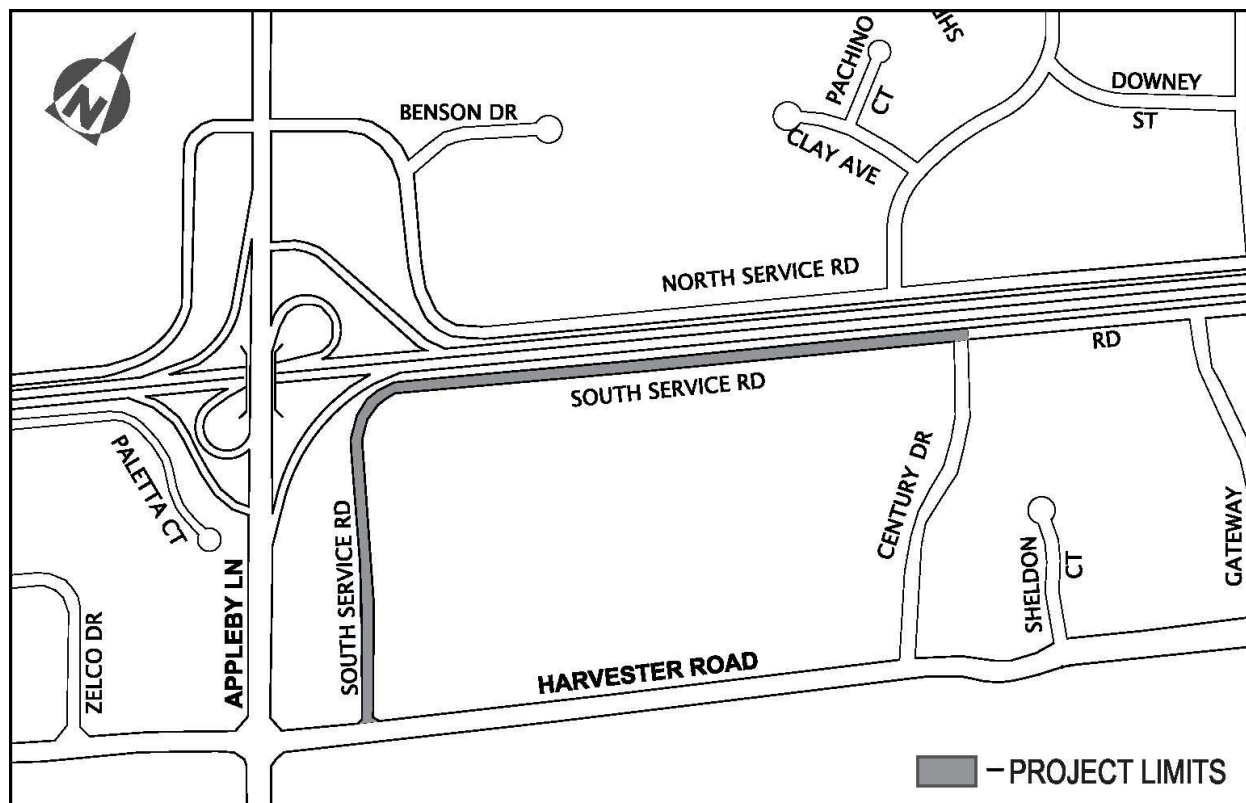 PACHINO
CT
SHE
DOWNEY
ST
N
BENSON DR
CLAY AVE
NORTH SERVICE RD
SOUTH SERVICE RD
RD
PALETTA CT
CENTURY DR
SHELDON
CT
GATEWAY
ZELCO DR
APPLEBY LN
SOUTH SERVICE RD
HARVESTER ROAD
– PROJECT LIMITS